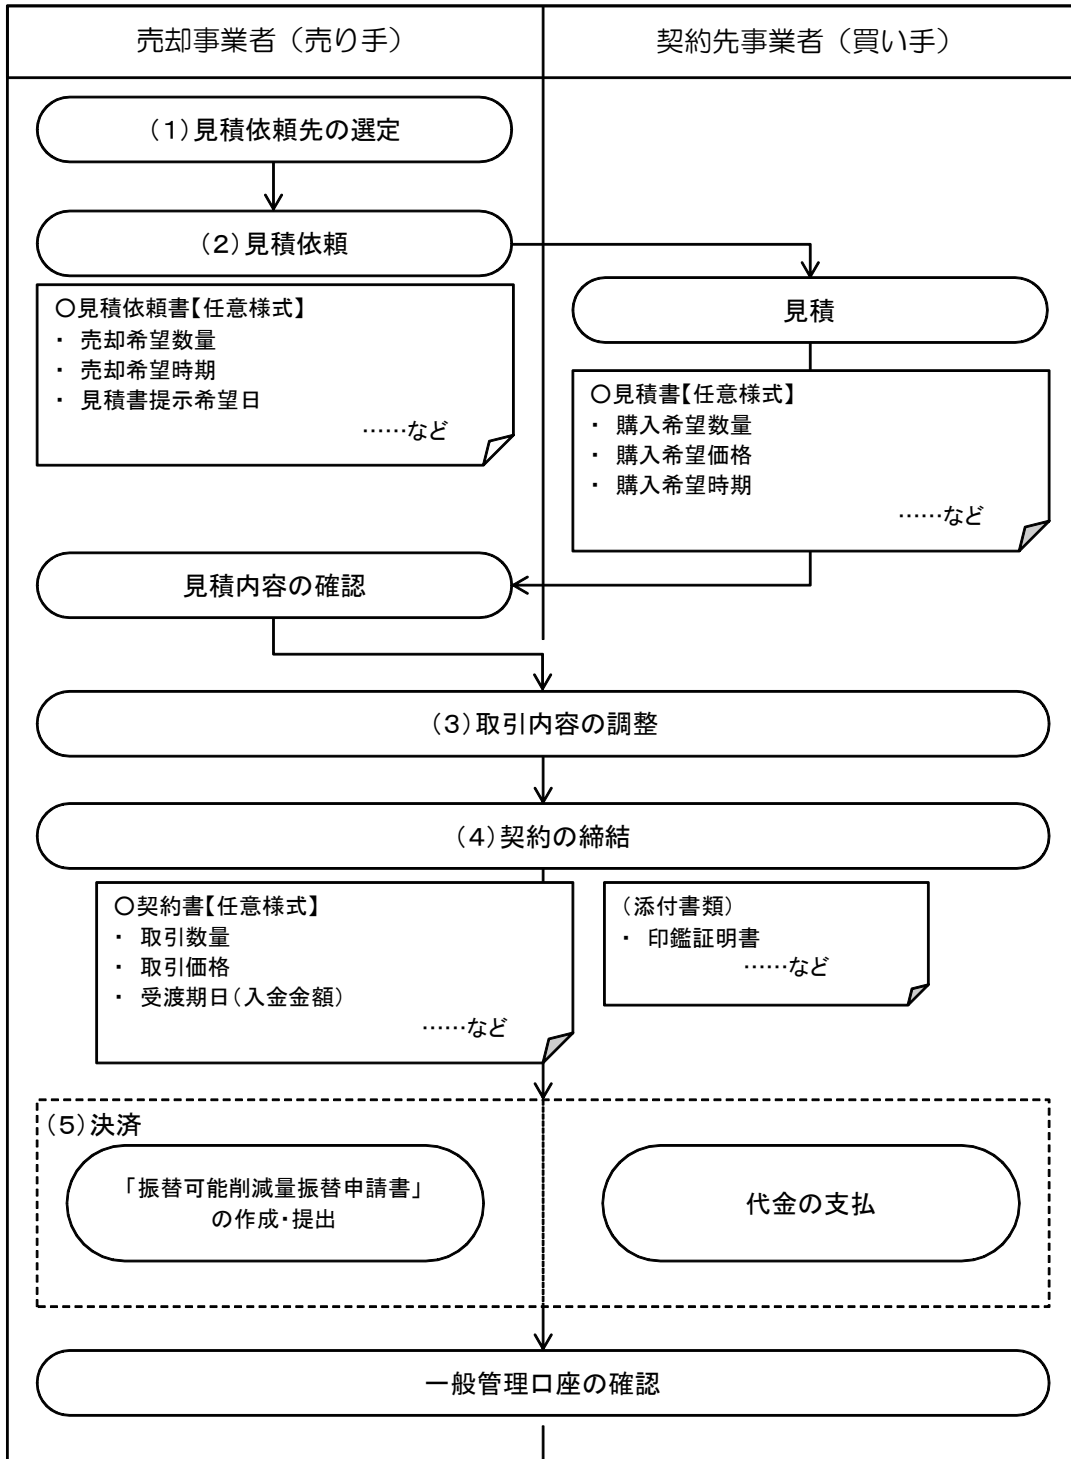 売却事業者（売り手）
契約先事業者（買い手）
（１）見積依頼先の選定
（２）見積依頼
〇見積依頼書【任意様式】
・ 売却希望数量
・ 売却希望時期
・ 見積書提示希望日
……など
見積
〇見積書【任意様式】
・ 購入希望数量
・ 購入希望価格
・ 購入希望時期
……など
見積内容の確認
（３）取引内容の調整
（４）契約の締結
〇契約書【任意様式】
・ 取引数量
・ 取引価格
・ 受渡期日（入金金額）
……など
（添付書類）
・ 印鑑証明書
……など
（５）決済
「振替可能削減量振替申請書」
の作成・提出
代金の支払
一般管理口座の確認